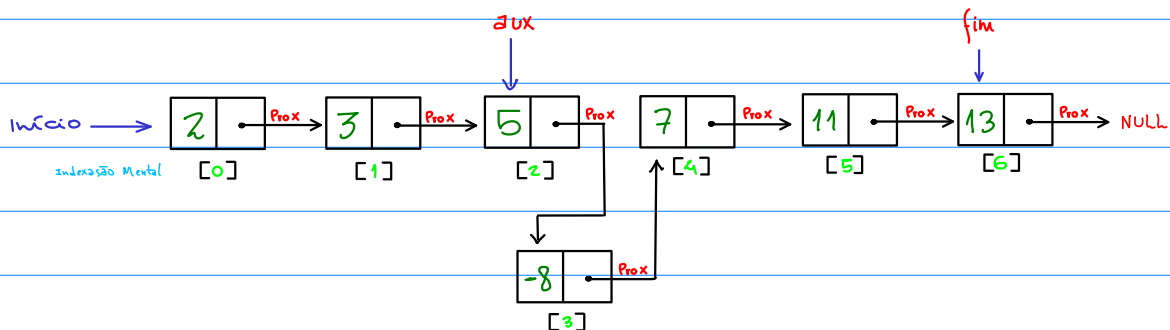 aux
fim
Início
2
Prox
3
Prox
5
Prox
7
Prox
11
Prox
13
Prox
NULL
Indexação Mental
[0]
[1]
[2]
[4]
[5]
[6]
-8
Prox
[3]